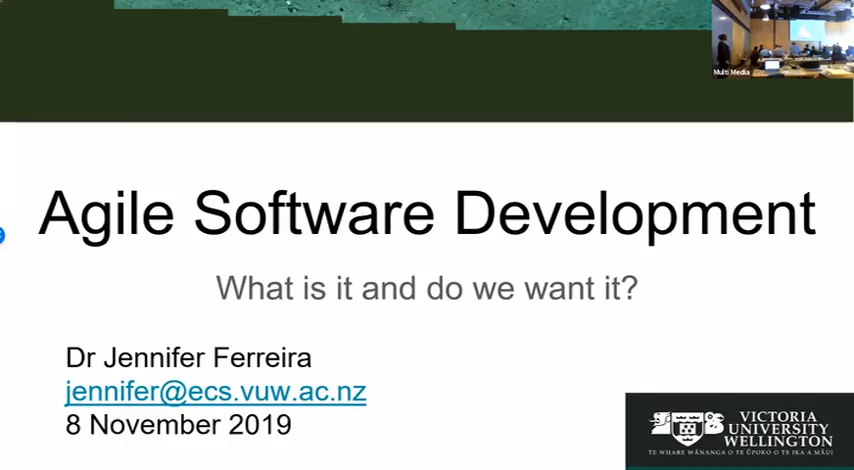 Multi Media
Agile Software Development
What is it and do we want it?
Dr Jennifer Ferreira
jennifer@ecs.vuw.ac.nz
8 November 2019
VICTORIA
UNIVERSITY
WELLINGTON
TE WHARE WĀNANGA O TE ŪPOKO O TE IKA A MĀUI